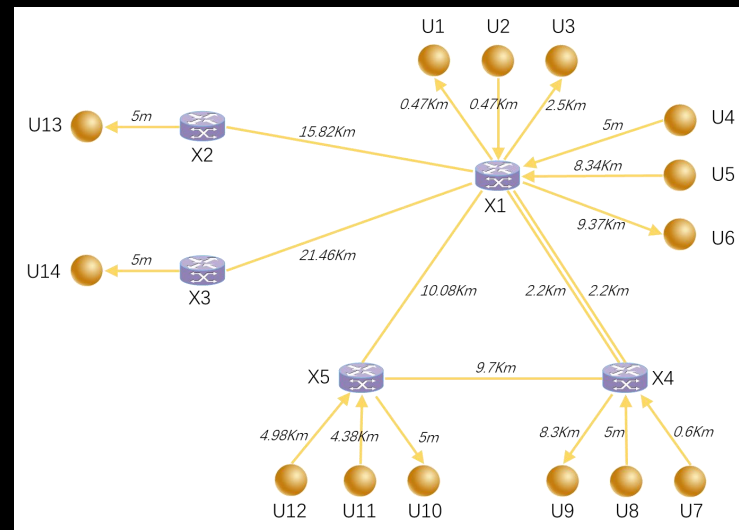 U1 U2 U3
0.47Km 0.47Km 2.5Km
U13 5m X2
15.82Km
5m U4
8.34Km U5
9.37Km U6
X1
U14 5m X3
21.46Km
10.08Km 2.2Km 2.2Km
X5 9.7Km X4
4.98Km 4.38Km 5m 8.3Km 5m 0.6Km
U12 U11 U10 U9 U8 U7